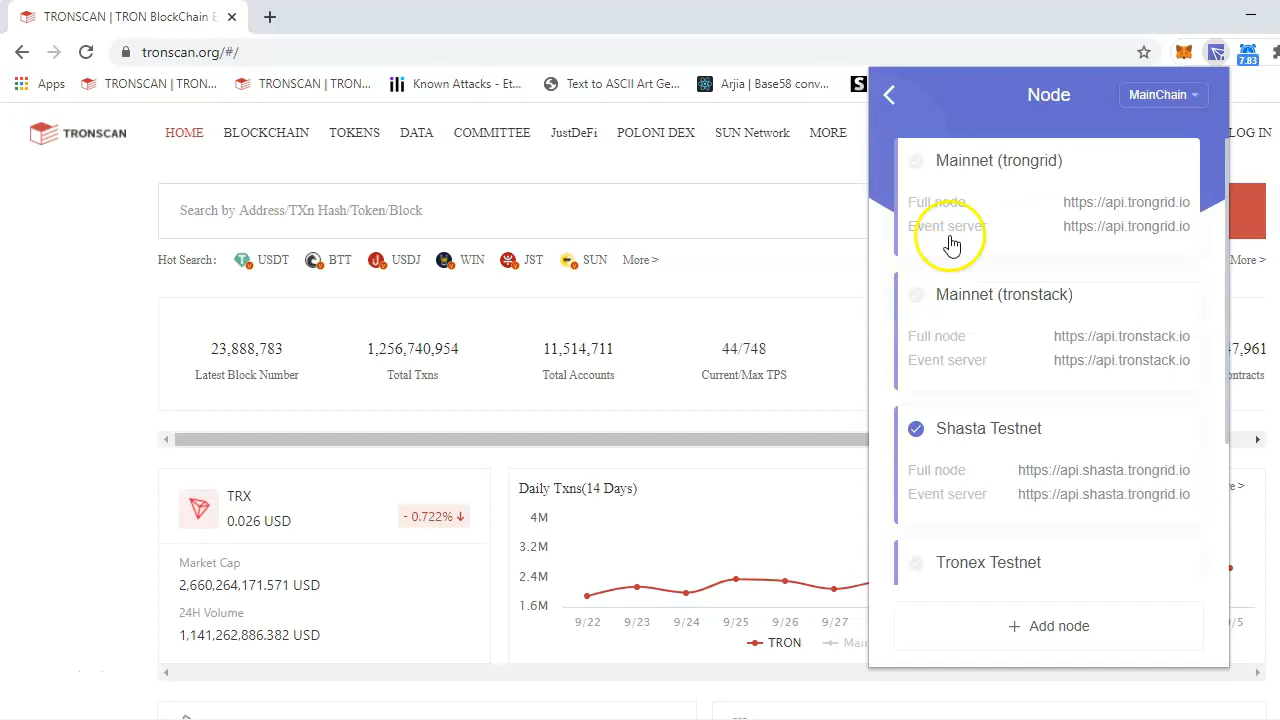 TRONSCAN | TRON BlockChain E
tronscan.org/#/
Apps TRONSCAN | TRON... TRONSCAN | TRON... Known Attacks - Et... Text to ASCII Art Ge... Arjia | Base58 conv... S
7.83
TRONSCAN HOME BLOCKCHAIN TOKENS DATA COMMITTEE JustDeFi POLONI DEX SUN Network MORE LOG IN
Search by Address/TXn Hash/Token/Block
Hot Search: USDT BTT USDJ WIN JST SUN More >
More >
23,888,783 1,256,740,954 11,514,711 44/748 47,961
Latest Block Number Total Txns Total Accounts Current/Max TPS ontracts
TRX
0.026 USD
- 0.722%↓
Market Cap
2,660,264,171.571 USD
24H Volume
1,141,262,886.382 USD
Daily Txns(14 Days)
4M
3.2M
2.4M
1.6M
9/22 9/23 9/24 9/25 9/26 9/27 /5
TRON Main
e >
Node
MainChain
Mainnet (trongrid)
Full node https://api.trongrid.io
Event server https://api.trongrid.io
Mainnet (tronstack)
Full node https://api.tronstack.io
Event server https://api.tronstack.io
Shasta Testnet
Full node https://api.shasta.trongrid.io
Event server https://api.shasta.trongrid.io
Tronex Testnet
+ Add node